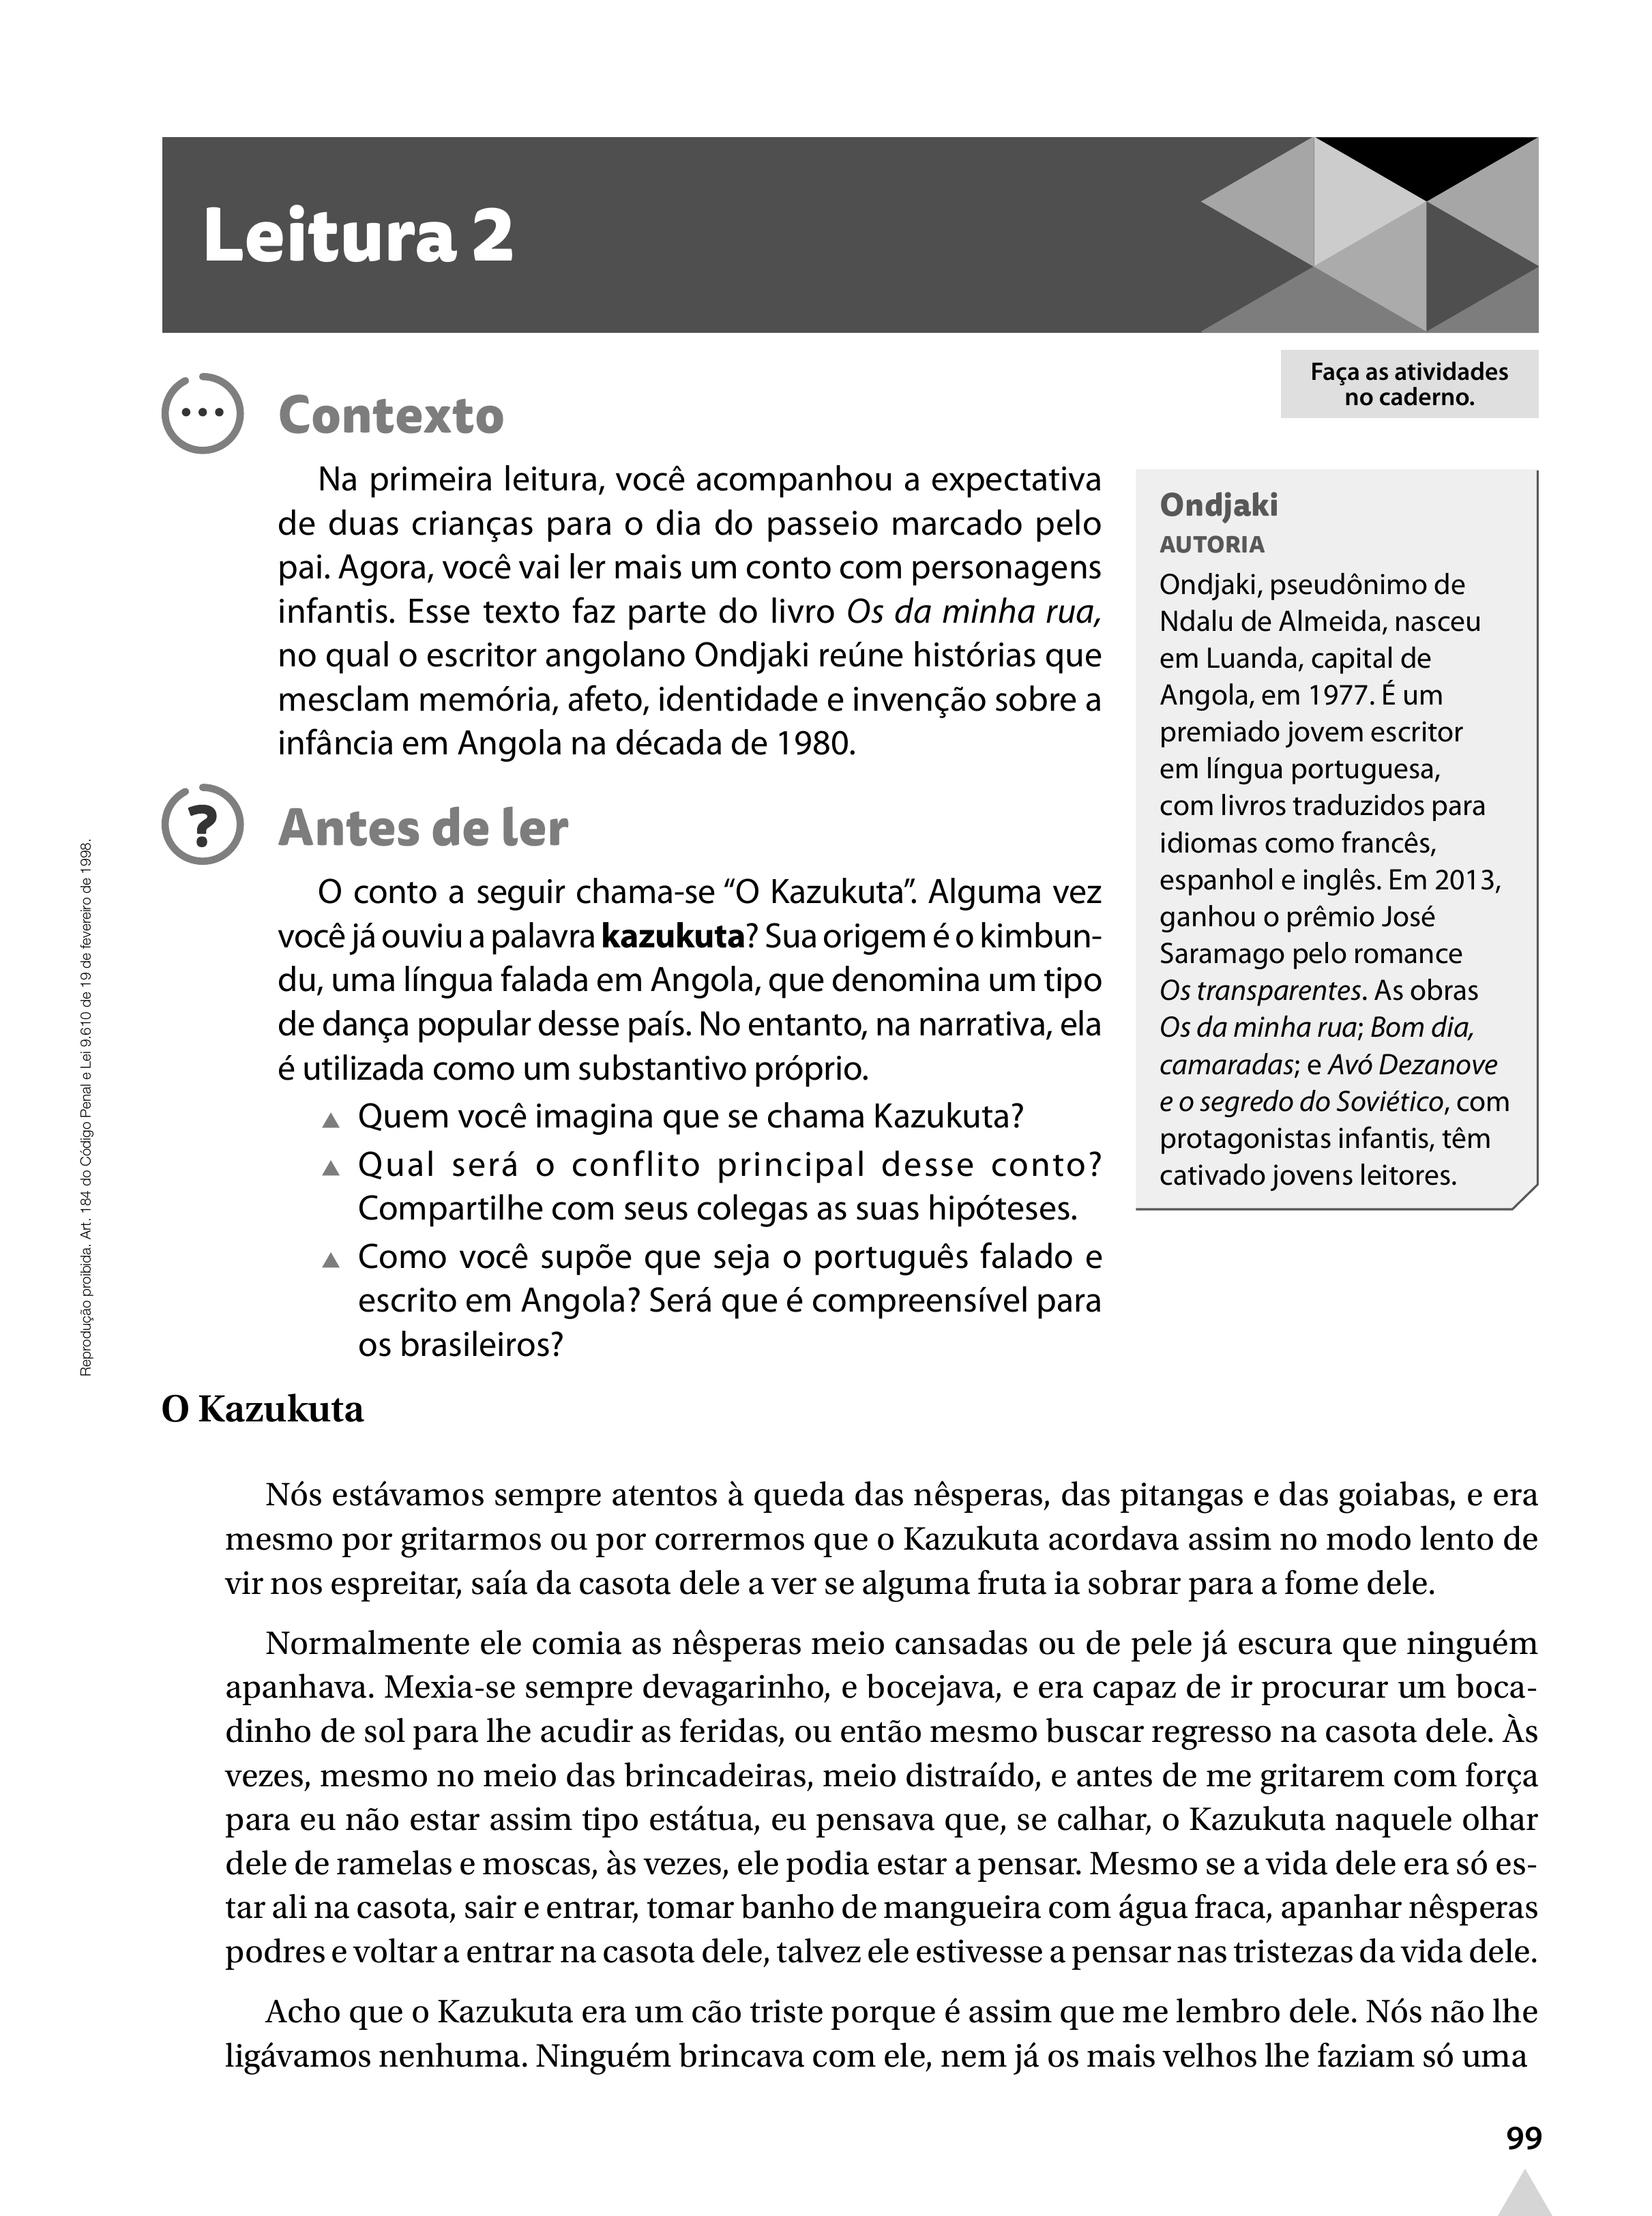 Leitura 2
Faça as atividades
no caderno.
Contexto
Na primeira leitura, você acompanhou a expectativa
de duas crianças para o dia do passeio marcado pelo
pai. Agora, você vai ler mais um conto com personagens
infantis. Esse texto faz parte do livro Os da minha rua,
no qual o escritor angolano Ondjaki reúne histórias que
mesclam memória, afeto, identidade e invenção sobre a
infância em Angola na década de 1980.
Ondjaki
AUTORIA
Ondjaki, pseudônimo de
Ndalu de Almeida, nasceu
em Luanda, capital de
Angola, em 1977. É um
premiado jovem escritor
em língua portuguesa,
com livros traduzidos para
idiomas como francês,
espanhol e inglês. Em 2013,
ganhou o prêmio José
Saramago pelo romance
Os transparentes. As obras
Os da minha rua; Bom dia,
camaradas; e Avó Dezanove
e o segredo do Soviético, com
protagonistas infantis, têm
cativado jovens leitores.
?
Antes de ler
O conto a seguir chama-se “O Kazukuta”. Alguma vez
você já ouviu a palavra kazukuta? Sua origem é o kimbun-
du, uma língua falada em Angola, que denomina um tipo
de dança popular desse país. No entanto, na narrativa, ela
é utilizada como um substantivo próprio.
Quem você imagina que se chama Kazukuta?
Qual será o conflito principal desse conto?
Compartilhe com seus colegas as suas hipóteses.
Como você supõe que seja o português falado e
escrito em Angola? Será que é compreensível para
os brasileiros?
O Kazukuta
Nós estávamos sempre atentos à queda das nêsperas, das pitangas e das goiabas, e era
mesmo por gritarmos ou por corrermos que o Kazukuta acordava assim no modo lento de
vir nos espreitar, saía da casota dele a ver se alguma fruta ia sobrar para a fome dele.
Normalmente ele comia as nêsperas meio cansadas ou de pele já escura que ninguém
apanhava. Mexia-se sempre devagarinho, e bocejava, e era capaz de ir procurar um boca-
dinho de sol para lhe acudir as feridas, ou então mesmo buscar regresso na casota dele. Às
vezes, mesmo no meio das brincadeiras, meio distraído, e antes de me gritarem com força
para eu não estar assim tipo estátua, eu pensava que, se calhar, o Kazukuta naquele olhar
dele de ramelas e moscas, às vezes, ele podia estar a pensar. Mesmo se a vida dele era só es-
tar ali na casota, sair e entrar, tomar banho de mangueira com água fraca, apanhar nêsperas
podres e voltar a entrar na casota dele, talvez ele estivesse a pensar nas tristezas da vida dele.
Acho que o Kazukuta era um cão triste porque é assim que me lembro dele. Nós não lhe
ligávamos nenhuma. Ninguém brincava com ele, nem já os mais velhos lhe faziam só uma
99
Reprodução proibida. Art. 184 do Código Penal e Lei 9.610 de 19 de fevereiro de 1998.